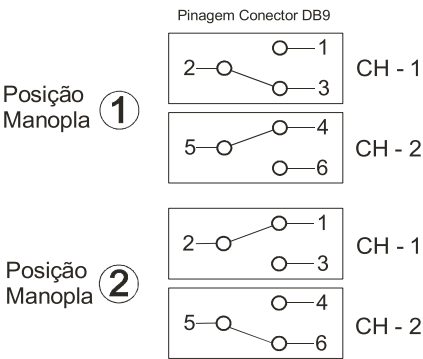 Pinagem Conector DB9
1
2
3
CH - 1
Posição
Manopla
1
4
5
6
CH - 2
1
2
3
CH - 1
Posição
Manopla
2
4
5
6
CH - 2